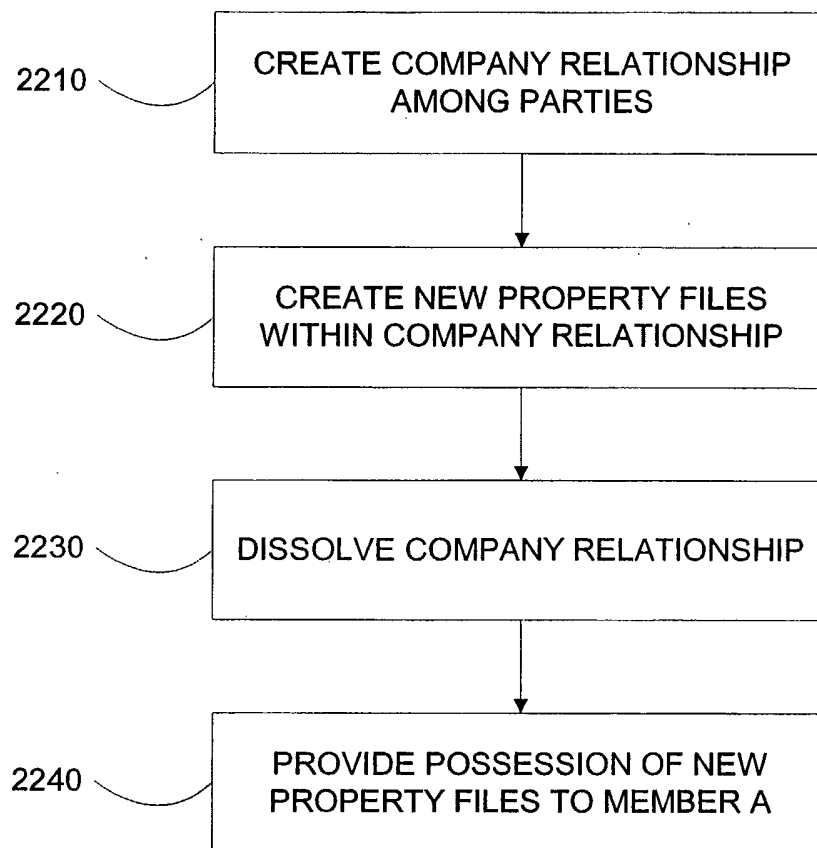 2210
CREATE COMPANY RELATIONSHIP
AMONG PARTIES
2220
CREATE NEW PROPERTY FILES
WITHIN COMPANY RELATIONSHIP
2230
DISSOLVE COMPANY RELATIONSHIP
2240
PROVIDE POSSESSION OF NEW
PROPERTY FILES TO MEMBER A